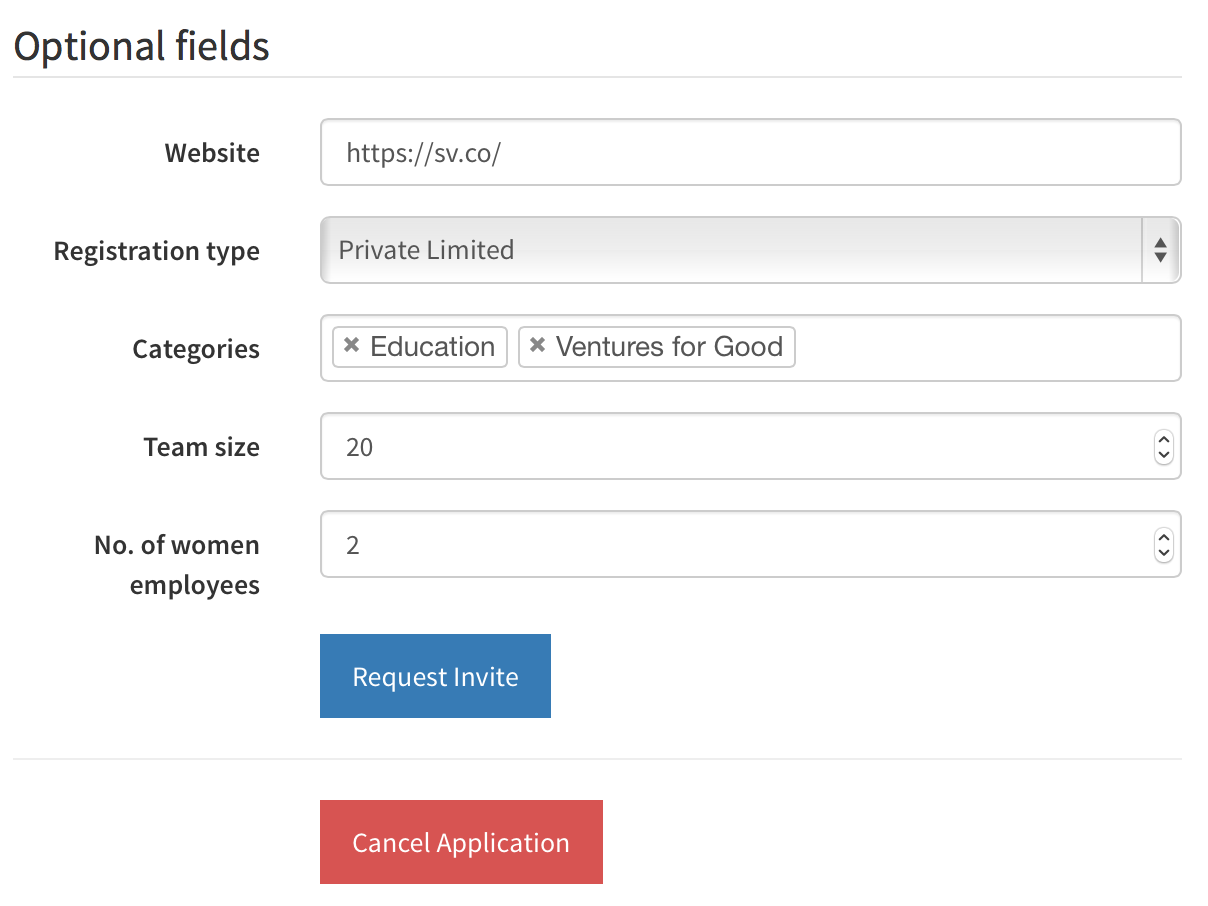 Optional fields
Website
https://sv.co/
Registration type
Private Limited
Categories
Education
Ventures for Good
Team size
20
No. of women
employees
2
Request Invite
Cancel Application